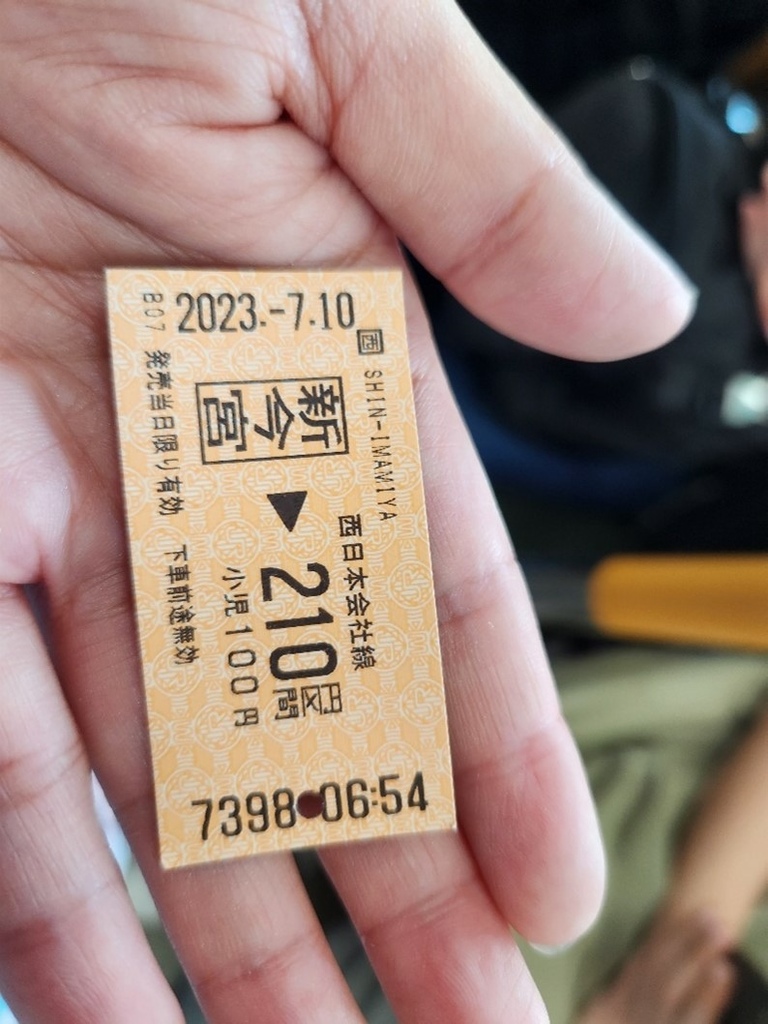 2023.-7.10
B07
西 SHIN-IMAMIYA
新今宮
▶
西日本会社線
210円区間
小児100円
発売当日限り有効 下車前途無効
7398 06:54